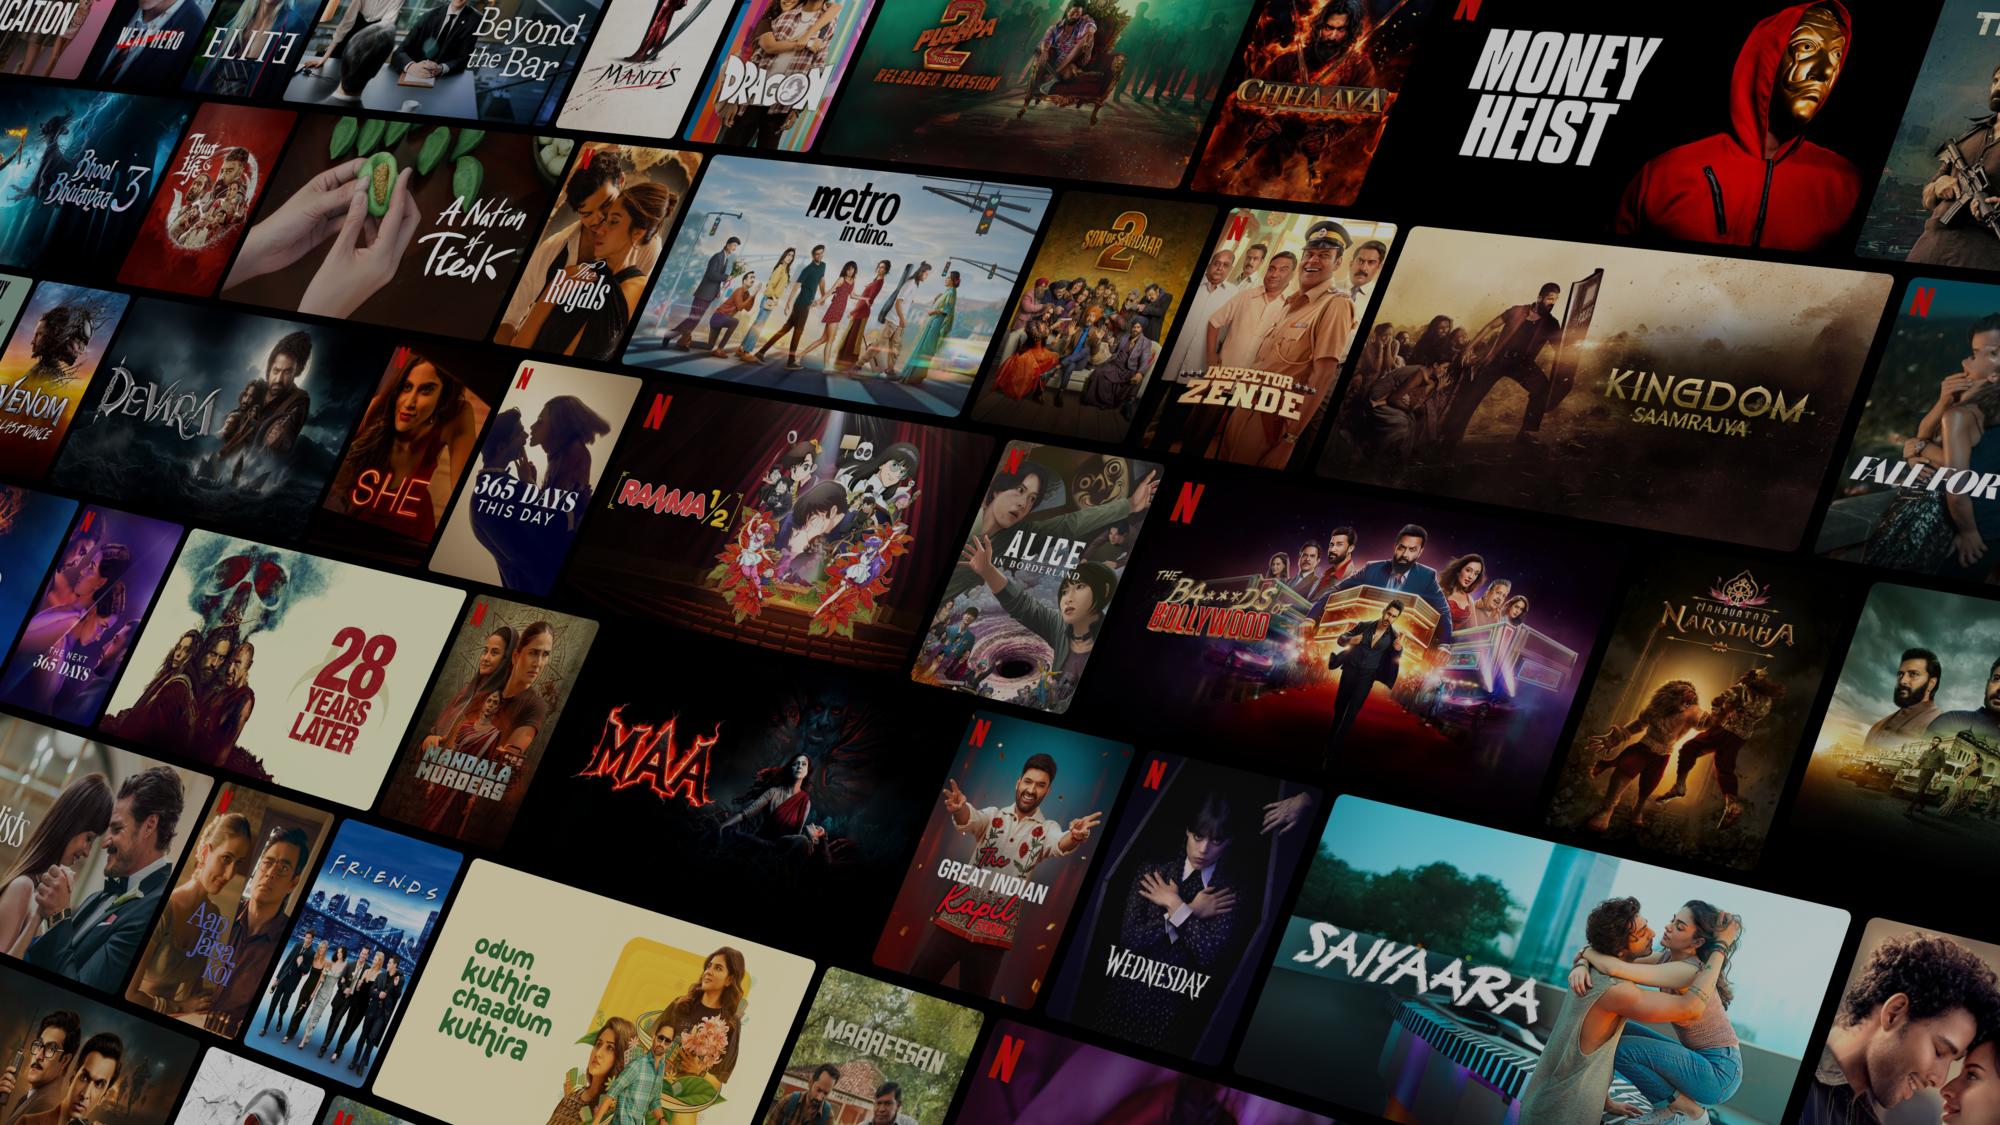 WEAK HERO
ELITE
Beyond
the Bar
MANTIS
DRAGON
PUSHPA
2
RELOADED VERSION
CHHAAVA
MONEY
HEIST
Bhool
Bhulaiyaa 3
Thug
Life
A Nation
of
Tteok
The
Royals
metro
in dino...
SON OF SARDAAR
2
INSPECTOR
ZENDE
KINGDOM
SAAMRAJYA
FALL FOR
VENOM
LAST DANCE
DEVARA
SHE
365 DAYS
THIS DAY
RANMA 1/2
ALICE
IN BORDERLAND
THE
BA***DS OF
BOLLYWOOD
MAHAVATAR
NARSIMHA
THE NEXT
365 DAYS
28
YEARS
LATER
MANDALA
MURDERS
MAA
The
GREAT INDIAN
Kapil
SHOW
WEDNESDAY
SAIYAARA
Aap
Jaisa
Koi
F·R·I·E·N·D·S
odum
kuthira
chaadum
kuthira
MAAREESAN